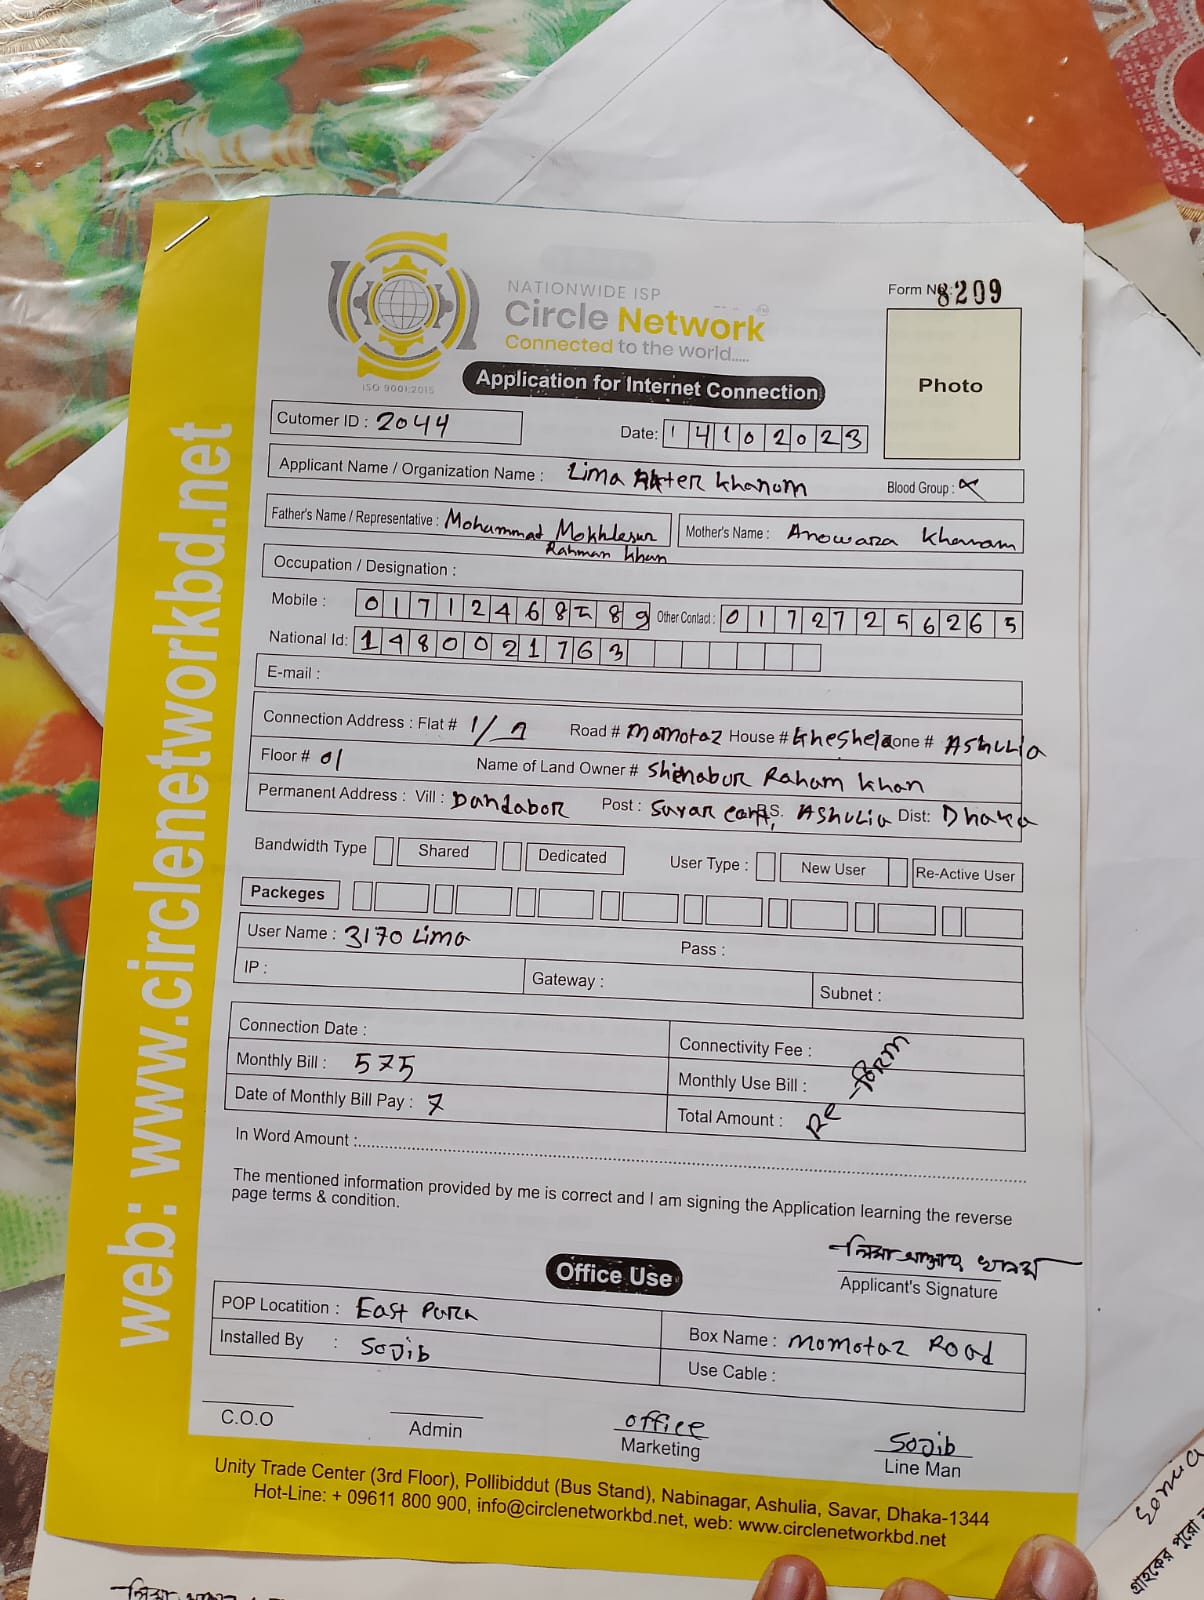 NATIONWIDE ISP
Circle Network
Connected to the world.....
ISO 9001:2015
Form No: 8209
Photo
Application for Internet Connection
Cutomer ID : 2044
Date: 14102023
Applicant Name / Organization Name : Lima Akter Khanom
Blood Group :
Father's Name / Representative : Mohammad Mokhlesur Rahman Khan
Mother's Name : Anowara Khanam
Occupation / Designation :
Mobile : 01712468789
Other Contact : 01727256265
National Id: 1480021763
E-mail :
Connection Address : Flat # 1/ Road # Momotaz House # zone # Ashulia
Floor # 01 Name of Land Owner # Raham Khan
Permanent Address : Vill : Dandabor Post : Savar cant P.S. Ashulia Dist: Dhaka
Bandwidth Type Shared Dedicated User Type : New User Re-Active User
Packeges
User Name : 3170 Lima Pass :
IP : Gateway : Subnet :
Connection Date : Connectivity Fee :
Monthly Bill : 575 Monthly Use Bill :
Date of Monthly Bill Pay : 7 Total Amount :
Re-ফিরম
In Word Amount :
The mentioned information provided by me is correct and I am signing the Application learning the reverse
page terms & condition.
লিমা আক্তার খানম
Applicant's Signature
Office Use
POP Locatition : East Para
Box Name : Momotaz Road
Installed By : Sojib
Use Cable :
C.O.O
Admin
office
Marketing
Sojib
Line Man
Unity Trade Center (3rd Floor), Pollibiddut (Bus Stand), Nabinagar, Ashulia, Savar, Dhaka-1344
Hot-Line: + 09611 800 900, info@circlenetworkbd.net, web: www.circlenetworkbd.net
web: www.circlenetworkbd.net
গ্রাহকের পুরো